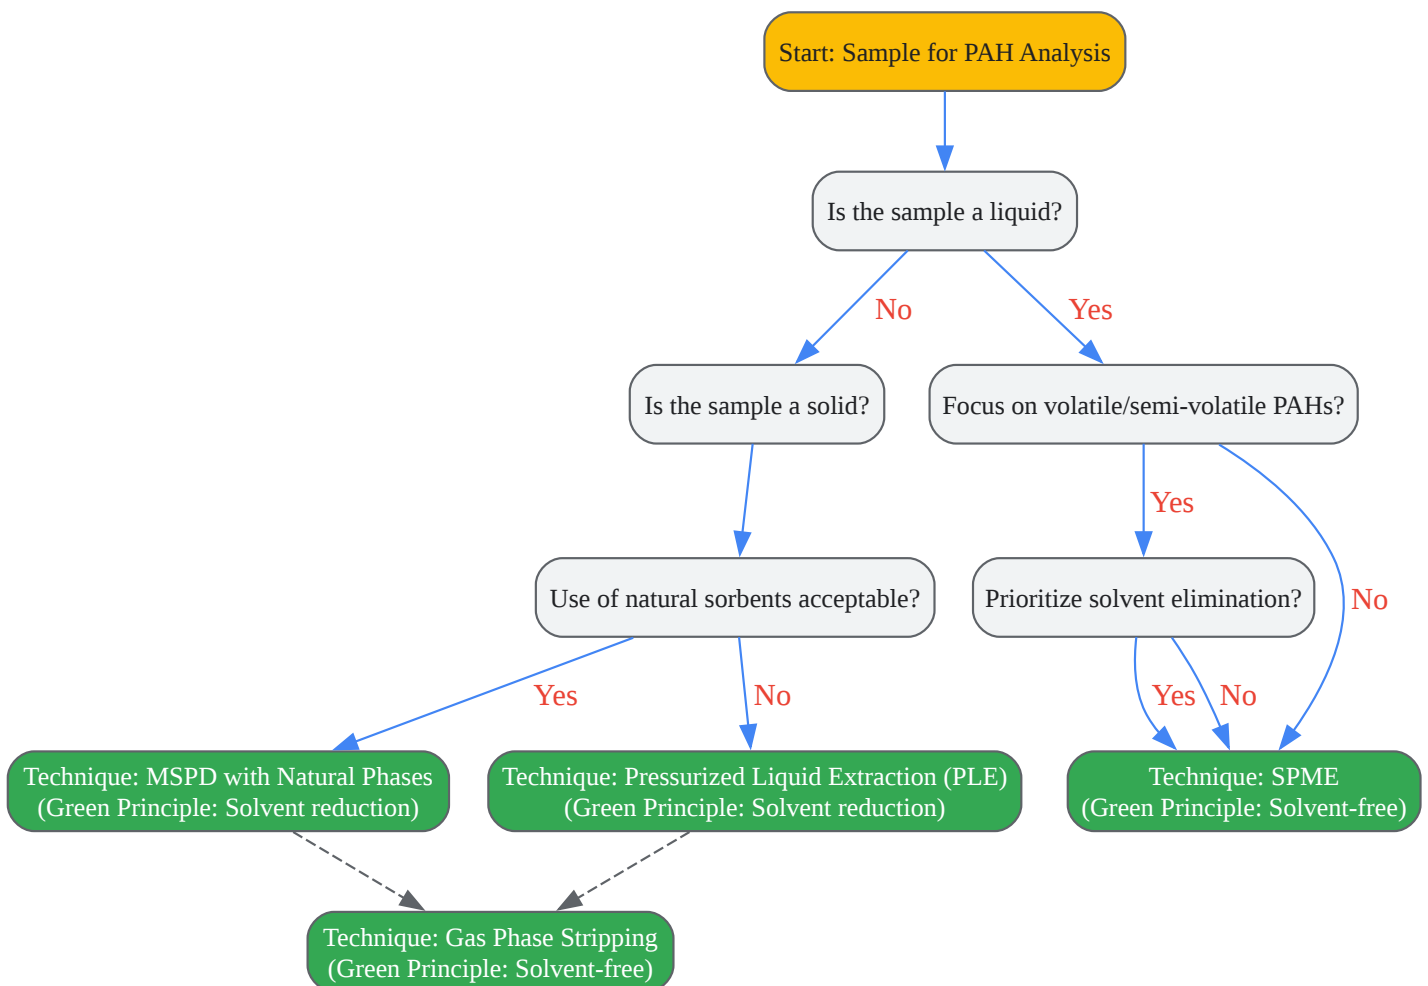 Start: Sample for PAH Analysis
Is the sample a liquid?
No
Yes
Is the sample a solid?
Focus on volatile/semi-volatile PAHs?
Yes
Use of natural sorbents acceptable?
Prioritize solvent elimination?
No
Yes
No
Yes
No
Technique: MSPD with Natural Phases
(Green Principle: Solvent reduction)
Technique: Pressurized Liquid Extraction (PLE)
(Green Principle: Solvent reduction)
Technique: SPME
(Green Principle: Solvent-free)
Technique: Gas Phase Stripping
(Green Principle: Solvent-free)